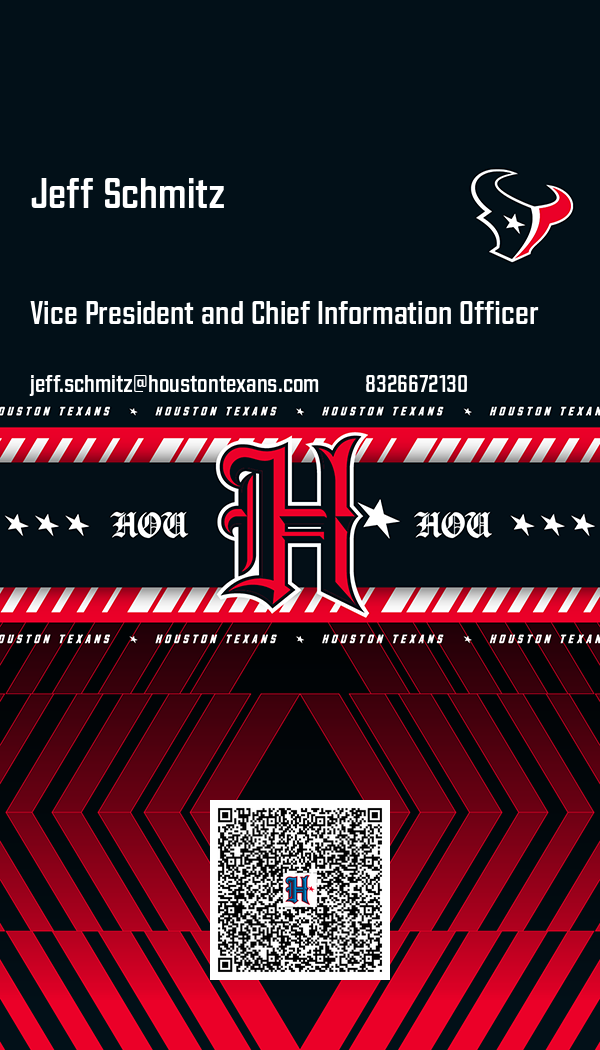 Jeff Schmitz
Vice President and Chief Information Officer
jeff.schmitz@houstontexans.com 8326672130
OUSTON TEXANS HOUSTON TEXANS HOUSTON TEXANS HOUSTON TEXAN
HOU H HOU
OUSTON TEXANS HOUSTON TEXANS HOUSTON TEXANS HOUSTON TEXAN
H